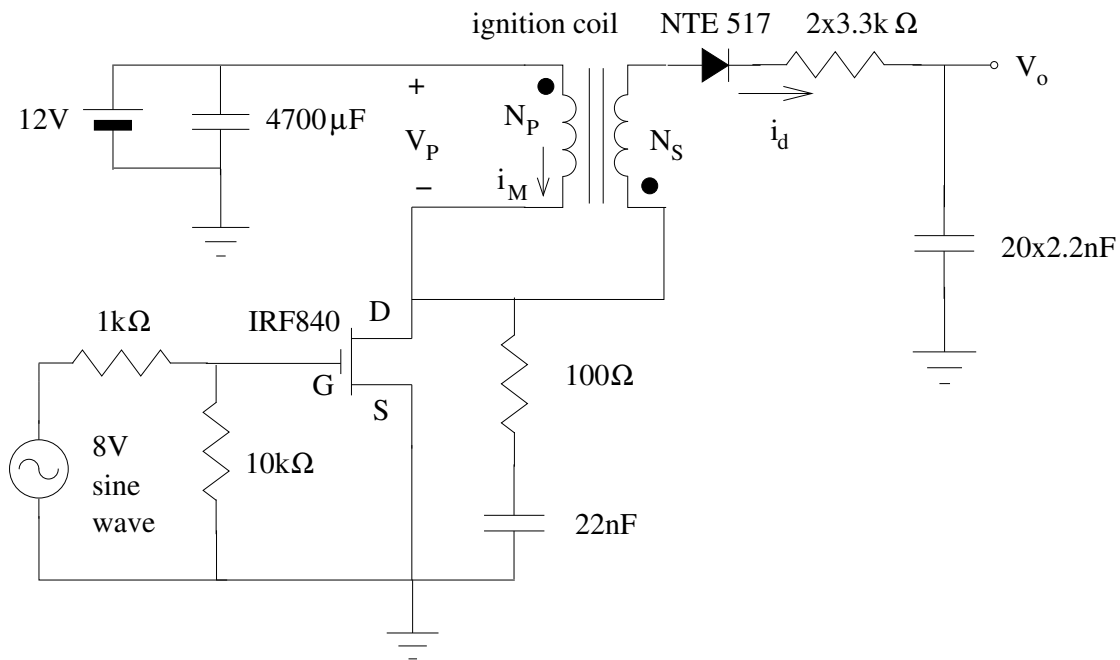 ignition coil
NTE 517
2x3.3k Ω
12V
4700µF
+
V_P
−
N_P
i_M
N_S
i_d
V_o
20x2.2nF
1kΩ
IRF840
D
G
S
100Ω
8V
sine
wave
10kΩ
22nF